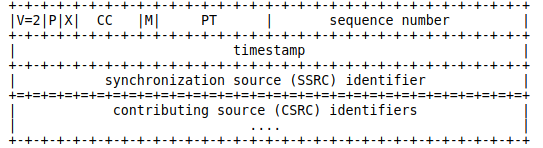 +-+-+-+-+-+-+-+-+-+-+-+-+-+-+-+-+-+-+-+-+-+-+-+-+-+-+-+-+-+-+-+-+
|V=2|P|X|  CC   |M|     PT      |       sequence number         |
+-+-+-+-+-+-+-+-+-+-+-+-+-+-+-+-+-+-+-+-+-+-+-+-+-+-+-+-+-+-+-+-+
|                           timestamp                           |
+-+-+-+-+-+-+-+-+-+-+-+-+-+-+-+-+-+-+-+-+-+-+-+-+-+-+-+-+-+-+-+-+
|           synchronization source (SSRC) identifier            |
+=+=+=+=+=+=+=+=+=+=+=+=+=+=+=+=+=+=+=+=+=+=+=+=+=+=+=+=+=+=+=+=+
|            contributing source (CSRC) identifiers             |
|                             ....                              |
+-+-+-+-+-+-+-+-+-+-+-+-+-+-+-+-+-+-+-+-+-+-+-+-+-+-+-+-+-+-+-+-+